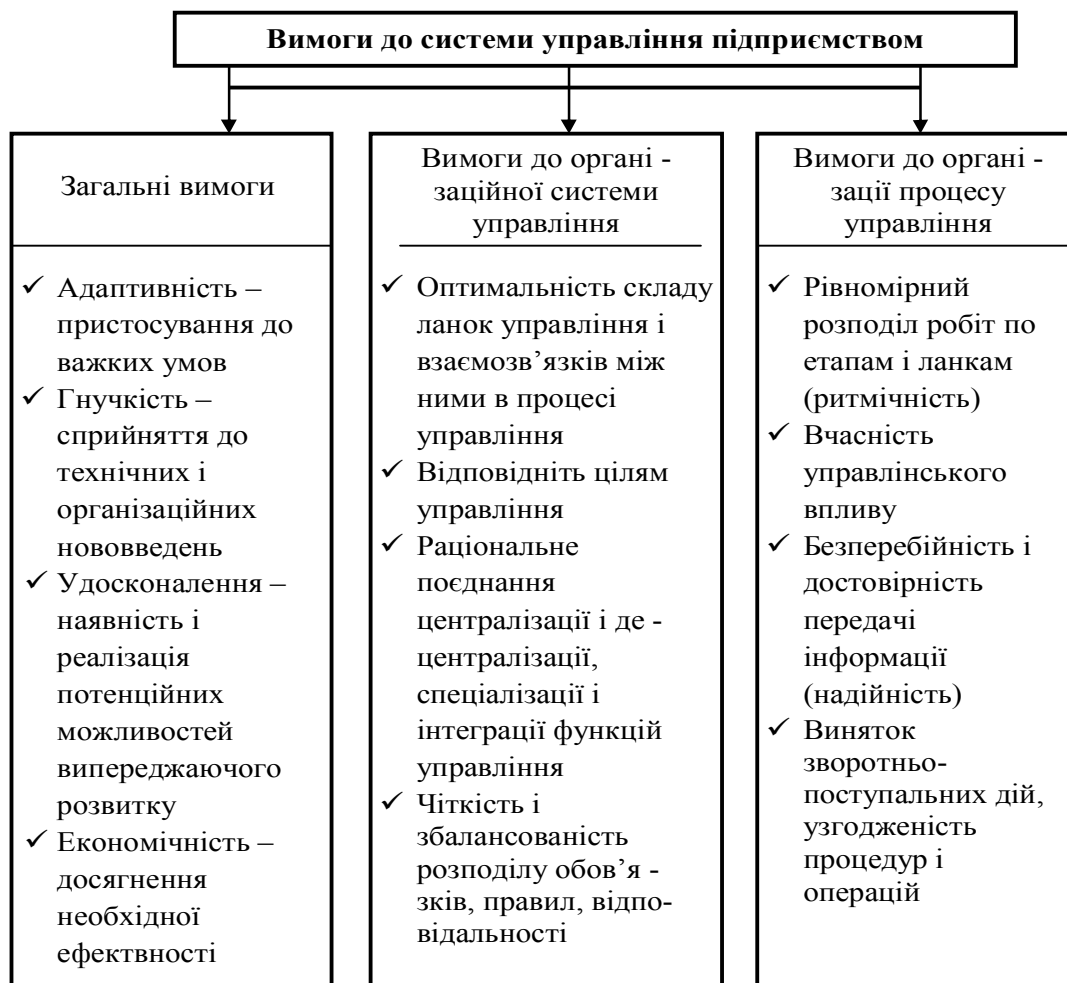 Вимоги до системи управління підприємством
Загальні вимоги
✓ Адаптивність –
пристосування до
важких умов
✓ Гнучкість –
сприйняття до
технічних і
організаційних
нововведень
✓ Удосконалення –
наявність і
реалізація
потенційних
можливостей
випереджаючого
розвитку
✓ Економічність –
досягнення
необхідної
ефектвності
Вимоги до органі -
заційної системи
управління
✓ Оптимальність складу
ланок управління і
взаємозв’язків між
ними в процесі
управління
✓ Відповідніть цілям
управління
✓ Раціональне
поєднання
централізації і де -
централізації,
спеціалізації і
інтеграції функцій
управління
✓ Чіткість і
збалансованість
розподілу обов’я -
зків, правил, відпо-
відальності
Вимоги до органі -
зації процесу
управління
✓ Рівномірний
розподіл робіт по
етапам і ланкам
(ритмічність)
✓ Вчасність
управлінського
впливу
✓ Безперебійність і
достовірність
передачі
інформації
(надійність)
✓ Виняток
зворотньо-
поступальних дій,
узгодженість
процедур і
операцій